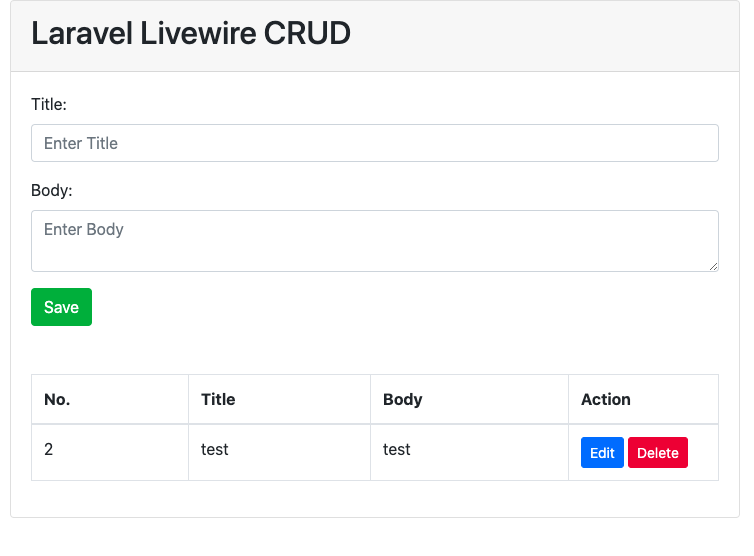 Laravel Livewire CRUD
Title:
Enter Title
Body:
Enter Body
Save
No. Title Body Action
2 test test Edit Delete